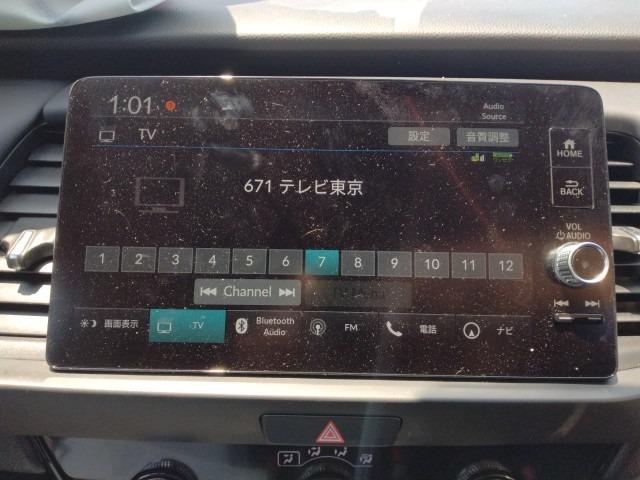 1:01
Audio
Source
TV
設定
音質調整
HOME
671 テレビ東京
BACK
VOL
AUDIO
1 2 3 4 5 6 7 8 9 10 11 12
Channel
画面表示
TV
Bluetooth
Audio
FM
電話
ナビ